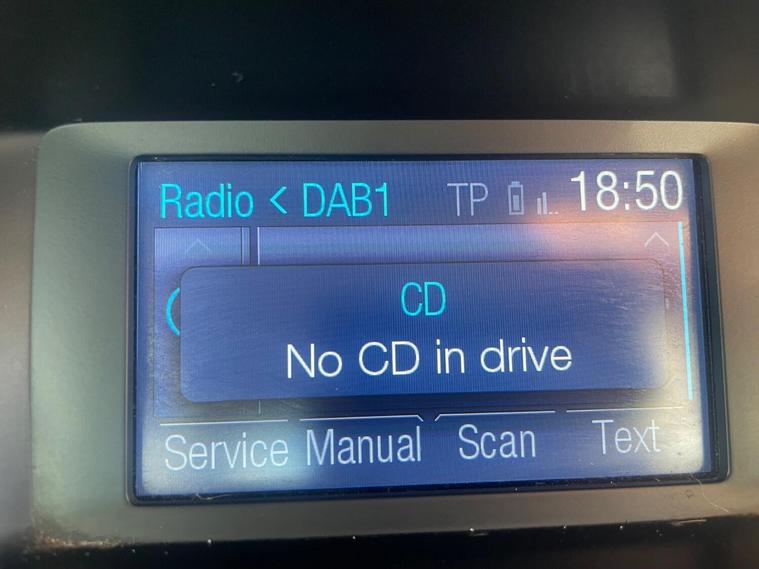 Radio < DAB1 TP 18:50
CD
No CD in drive
Service Manual Scan Text